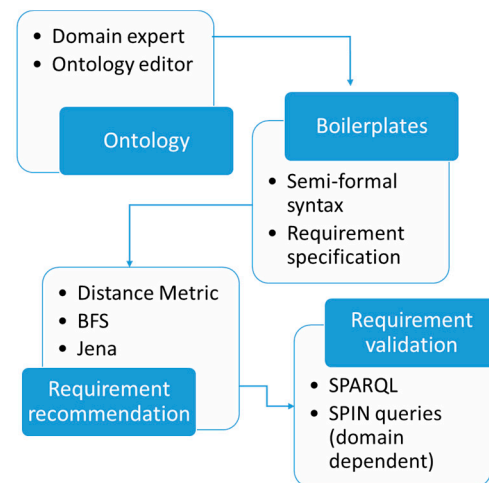 • Domain expert
• Ontology editor
Ontology
Boilerplates
• Semi-formal
syntax
• Requirement
specification
• Distance Metric
• BFS
• Jena
Requirement
recommendation
Requirement
validation
• SPARQL
• SPIN queries
(domain
dependent)